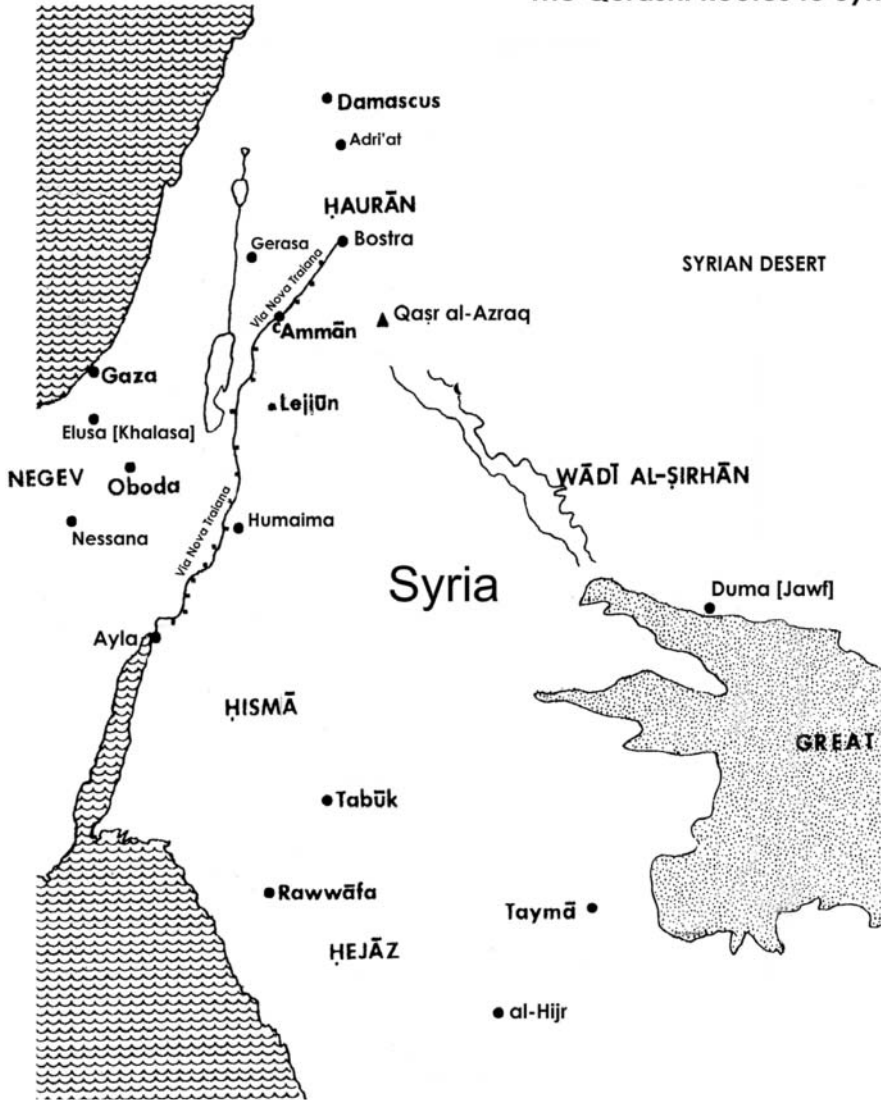 Damascus
Adri'at
ḤAURĀN
Gerasa
Bostra
SYRIAN DESERT
Via Nova Traiana
Qaṣr al-Azraq
ʿAmmān
Gaza
Lejjūn
Elusa [Khalasa]
NEGEV
Oboda
WĀDĪ AL-ṢIRHĀN
Via Nova Traiana
Humaima
Nessana
Syria
Duma [Jawf]
Ayla
ḤISMĀ
GREAT
Tabūk
Rawwāfa
Taymā
ḤEJĀZ
al-Hijr